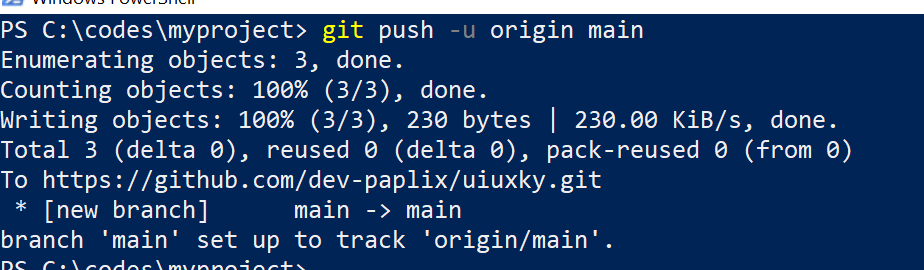 Windows PowerShell
PS C:\codes\myproject> git push -u origin main
Enumerating objects: 3, done.
Counting objects: 100% (3/3), done.
Writing objects: 100% (3/3), 230 bytes | 230.00 KiB/s, done.
Total 3 (delta 0), reused 0 (delta 0), pack-reused 0 (from 0)
To https://github.com/dev-paplix/uiuxky.git
 * [new branch]      main -> main
branch 'main' set up to track 'origin/main'.
PS C:\codes\myproject>